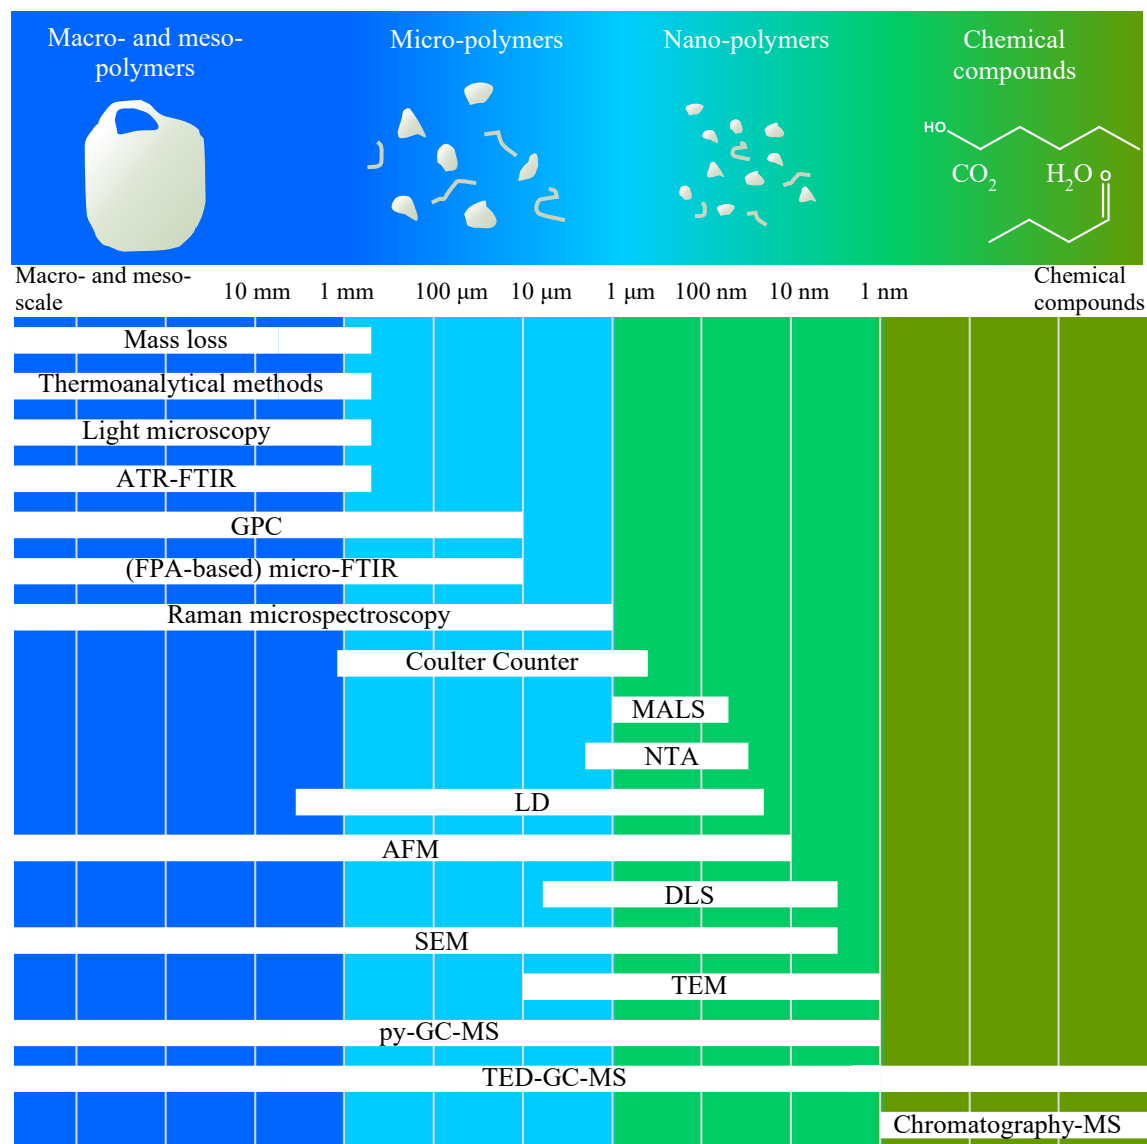 Macro- and meso-
polymers
Micro-polymers
Nano-polymers
Chemical
compounds
HO
CO2
H2O
O
Macro- and meso-
scale
10 mm
1 mm
100 μm
10 μm
1 μm
100 nm
10 nm
1 nm
Chemical
compounds
Mass loss
Thermoanalytical methods
Light microscopy
ATR-FTIR
GPC
(FPA-based) micro-FTIR
Raman microspectroscopy
Coulter Counter
MALS
NTA
LD
AFM
DLS
SEM
TEM
py-GC-MS
TED-GC-MS
Chromatography-MS